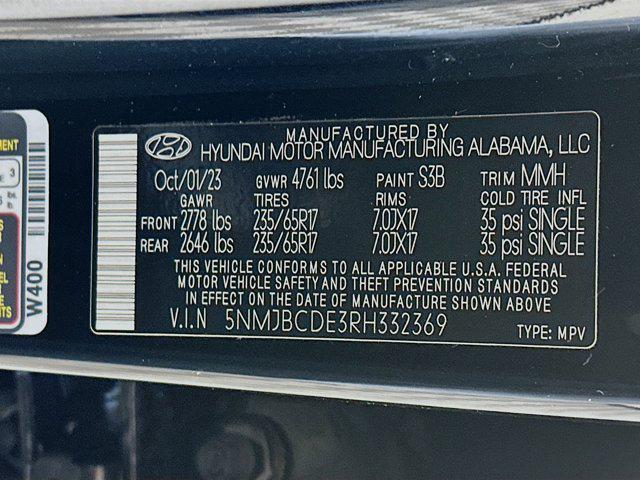 MANUFACTURED BY
HYUNDAI MOTOR MANUFACTURING ALABAMA, LLC
Oct/01/23 GVWR 4761 lbs PAINT S3B TRIM MMH
GAWR TIRES RIMS COLD TIRE INFL
FRONT 2778 lbs 235/65R17 7.0JX17 35 psi SINGLE
REAR 2646 lbs 235/65R17 7.0JX17 35 psi SINGLE
THIS VEHICLE CONFORMS TO ALL APPLICABLE U.S.A. FEDERAL
MOTOR VEHICLE SAFETY AND THEFT PREVENTION STANDARDS
IN EFFECT ON THE DATE OF MANUFACTURE SHOWN ABOVE.
V.I.N 5NMJBCDE3RH332369 TYPE: MPV
W400
MENT
3